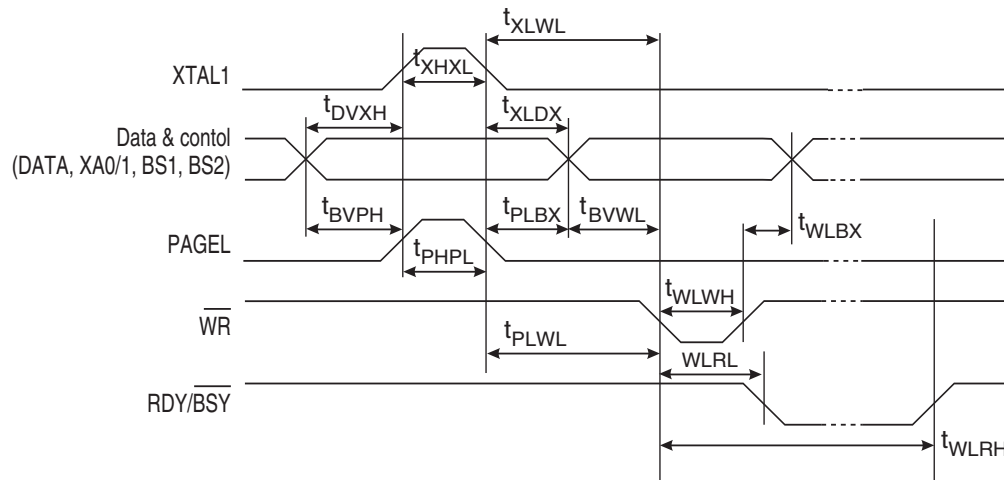 tXLWL
XTAL1
tXHXL
tDVXH
tXLDX
Data & contol
(DATA, XA0/1, BS1, BS2)
tBVPH
tPLBX
tBVWL
tWLBX
PAGEL
tPHPL
tWLWH
WR
tPLWL
WLRL
RDY/BSY
tWLRH